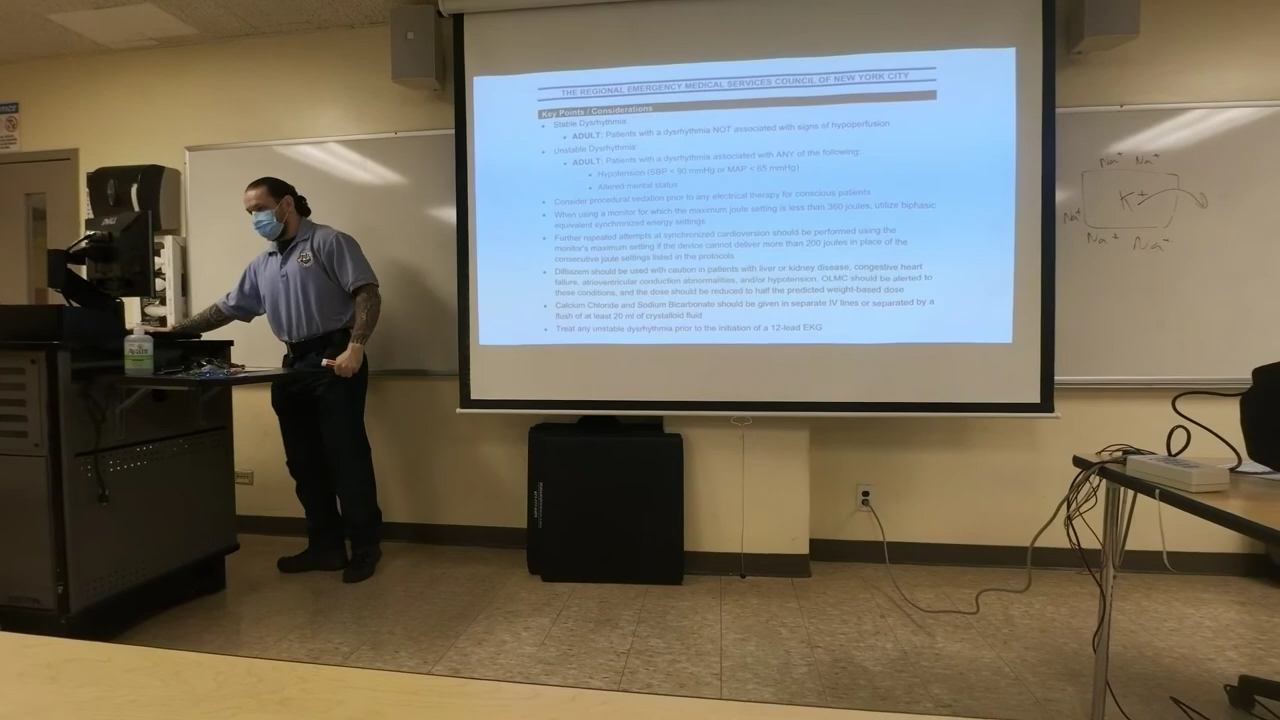 THE REGIONAL EMERGENCY MEDICAL SERVICES COUNCIL OF NEW YORK CITY
Key Points / Considerations
• Stable Dysrhythmia:
• ADULT: Patients with a dysrhythmia NOT associated with signs of hypoperfusion
• Unstable Dysrhythmia:
• ADULT: Patients with a dysrhythmia associated with ANY of the following:
• Hypotension (SBP < 90 mmHg or MAP < 65 mmHg)
• Altered mental status
• Consider procedural sedation prior to any electrical therapy for conscious patients
• When using a monitor for which the maximum joule setting is less than 360 joules, utilize biphasic
equivalent synchronized energy settings
• Further repeated attempts at synchronized cardioversion should be performed using the
monitor's maximum setting if the device cannot deliver more than 200 joules in place of the
consecutive joule settings listed in the protocols
• Diltiazem should be used with caution in patients with liver or kidney disease, congestive heart
failure, atrioventricular conduction abnormalities, and/or hypotension. OLMC should be alerted to
these conditions, and the dose should be reduced to half the predicted weight-based dose
• Calcium Chloride and Sodium Bicarbonate should be given in separate IV lines or separated by a
flush of at least 20 ml of crystalloid fluid
• Treat any unstable dysrhythmia prior to the initiation of a 12-lead EKG
Na+ Na+
K+
Na+
Na+ Na+